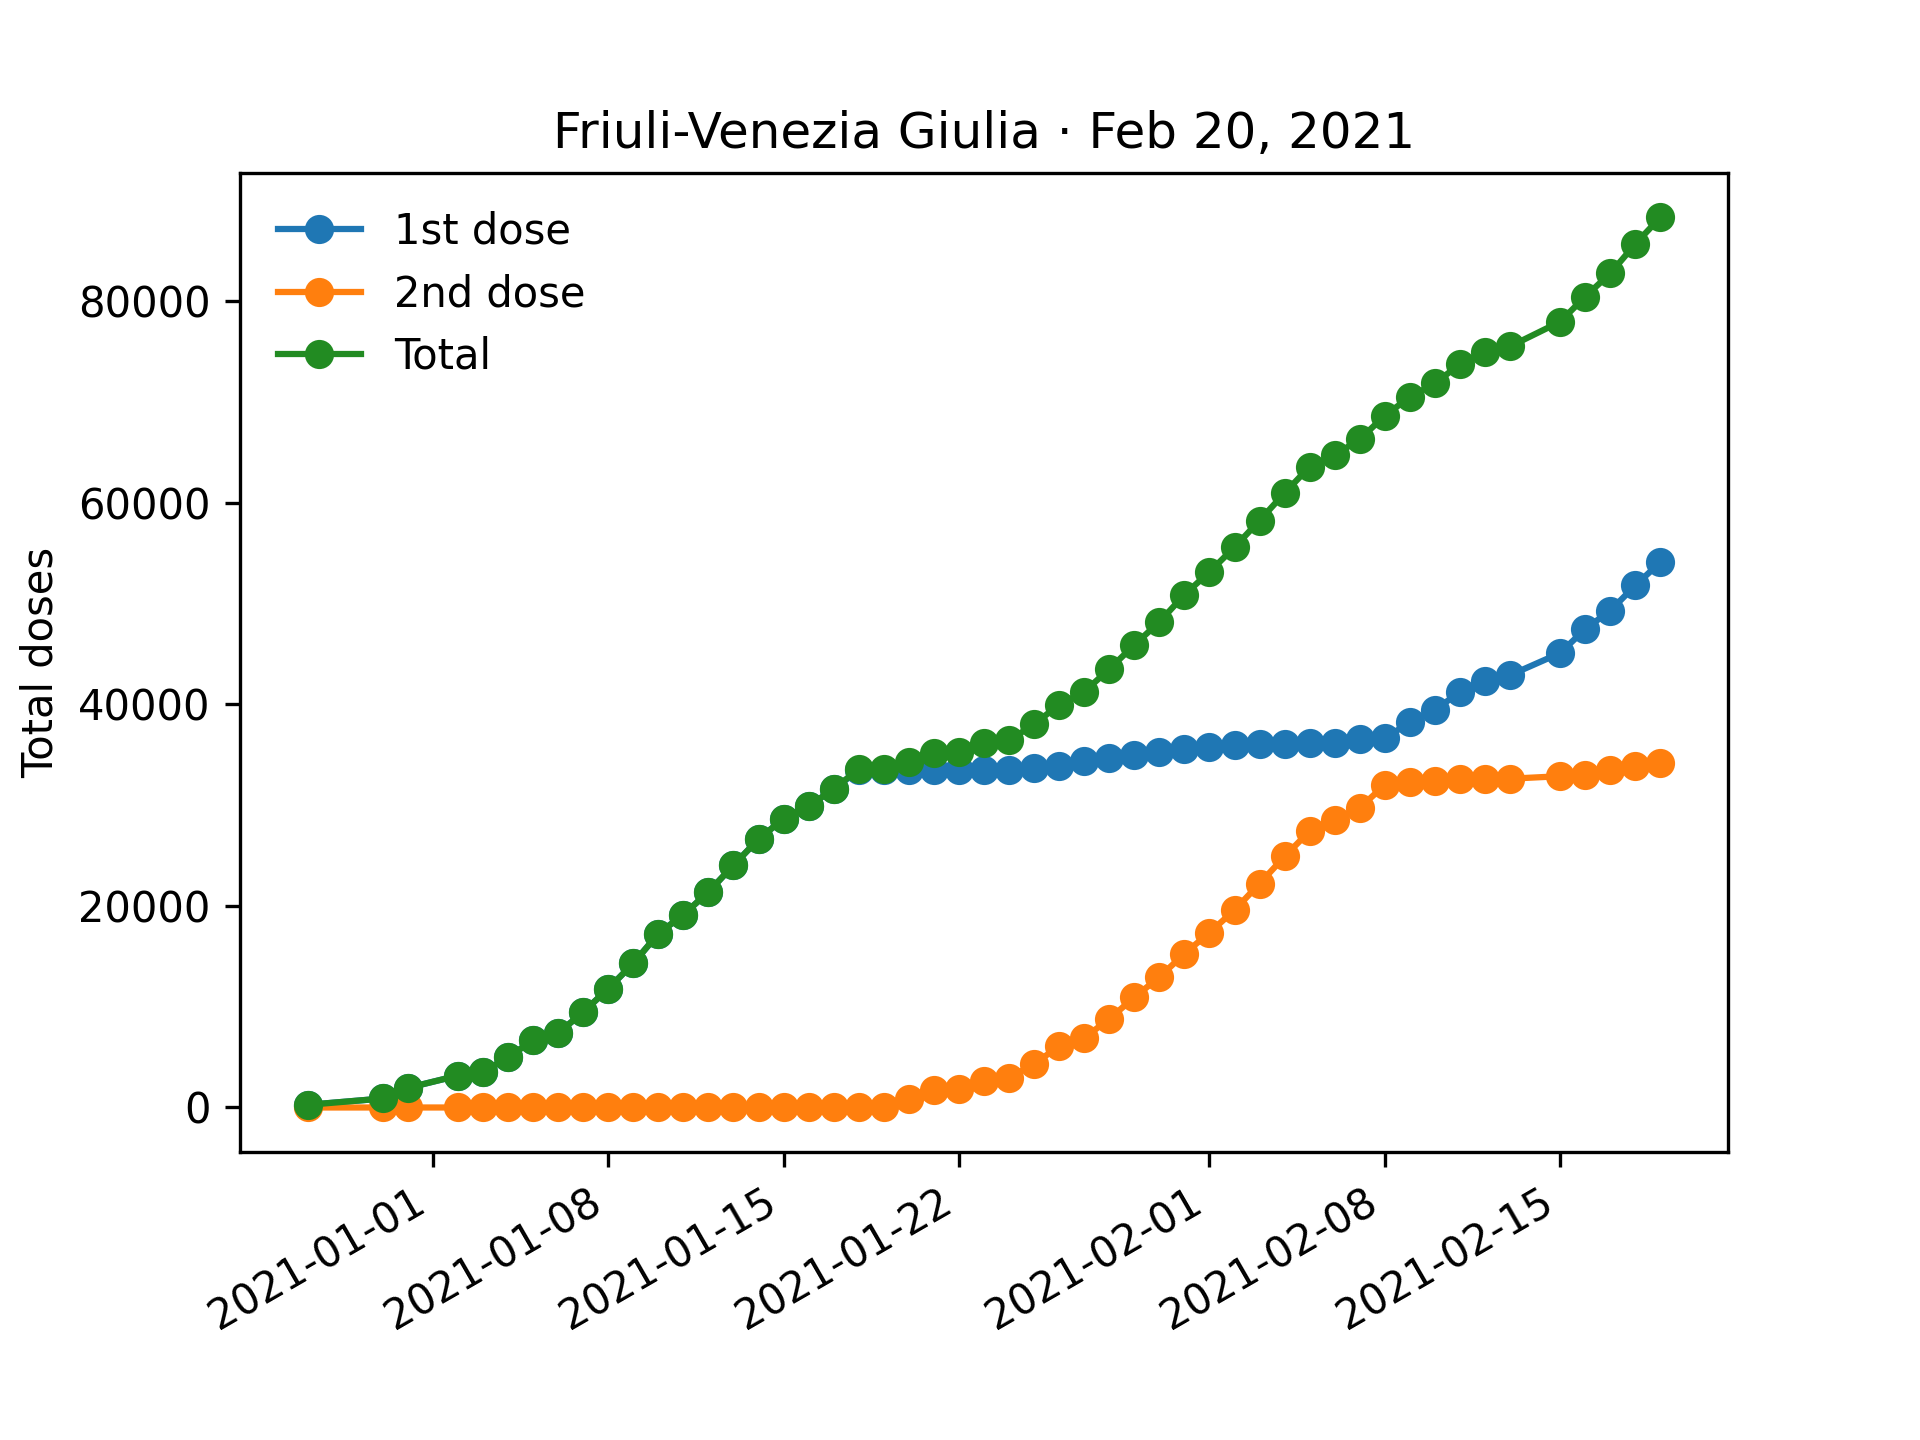 Friuli-Venezia Giulia · Feb 20, 2021
1st dose
2nd dose
Total
Total doses
80000
60000
40000
20000
0
2021-01-01
2021-01-08
2021-01-15
2021-01-22
2021-02-01
2021-02-08
2021-02-15